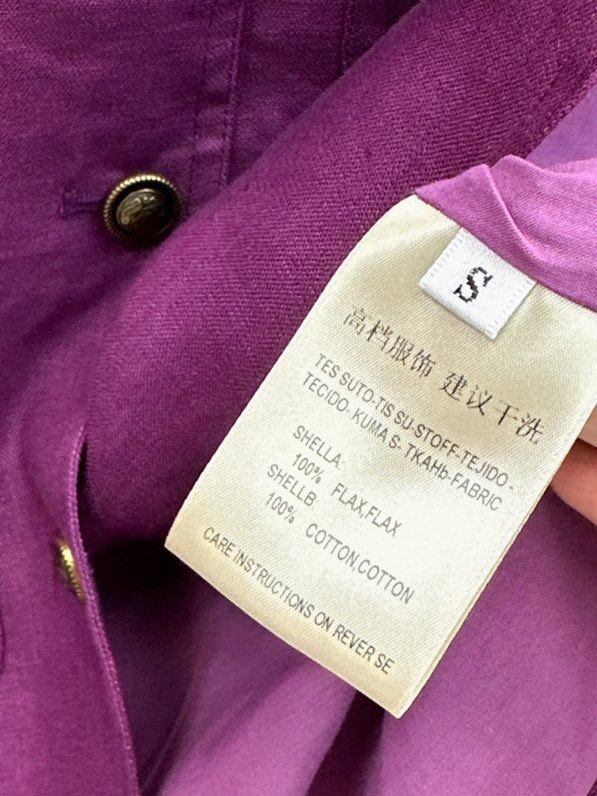 S
高档服饰 建议干洗
TES SUTO-TIS SU-STOFF-TEJIDO-
TECIDO-KUMA S- TKAHb-FABRIC
SHELLA:
100% FLAX,FLAX
SHELLB:
100% COTTON,COTTON
CARE INSTRUCTIONS ON REVER SE